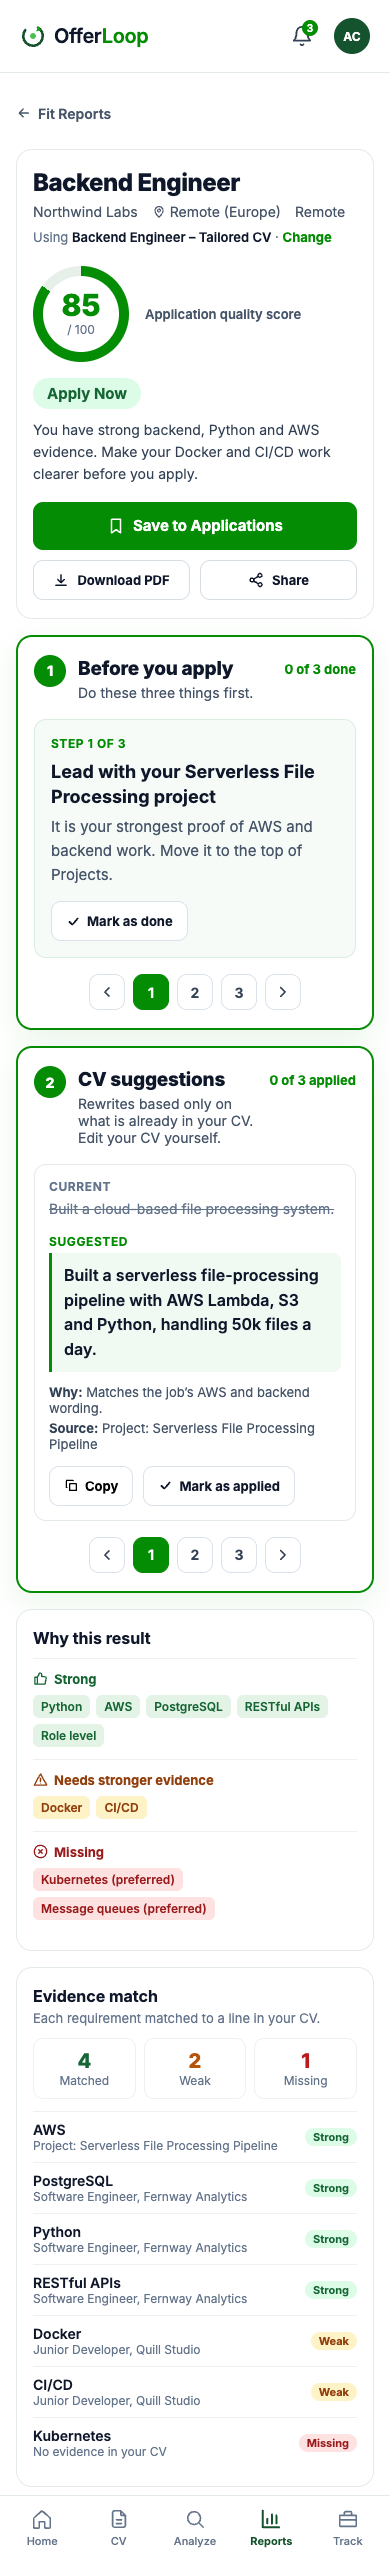 OfferLoop
3
AC
Fit Reports
Backend Engineer
Northwind Labs Remote (Europe) Remote
Using Backend Engineer – Tailored CV · Change
85
/ 100
Application quality score
Apply Now
You have strong backend, Python and AWS
evidence. Make your Docker and CI/CD work
clearer before you apply.
Save to Applications
Download PDF
Share
1
Before you apply
0 of 3 done
Do these three things first.
STEP 1 OF 3
Lead with your Serverless File
Processing project
It is your strongest proof of AWS and
backend work. Move it to the top of
Projects.
Mark as done
1 2 3
2
CV suggestions
0 of 3 applied
Rewrites based only on
what is already in your CV.
Edit your CV yourself.
CURRENT
Built a cloud-based file processing system.
SUGGESTED
Built a serverless file-processing
pipeline with AWS Lambda, S3
and Python, handling 50k files a
day.
Why: Matches the job's AWS and backend
wording.
Source: Project: Serverless File Processing
Pipeline
Copy
Mark as applied
1 2 3
Why this result
Strong
Python AWS PostgreSQL RESTful APIs
Role level
Needs stronger evidence
Docker CI/CD
Missing
Kubernetes (preferred)
Message queues (preferred)
Evidence match
Each requirement matched to a line in your CV.
4 2 1
Matched Weak Missing
AWS
Project: Serverless File Processing Pipeline
Strong
PostgreSQL
Software Engineer, Fernway Analytics
Strong
Python
Software Engineer, Fernway Analytics
Strong
RESTful APIs
Software Engineer, Fernway Analytics
Strong
Docker
Junior Developer, Quill Studio
Weak
CI/CD
Junior Developer, Quill Studio
Weak
Kubernetes
No evidence in your CV
Missing
Home CV Analyze Reports Track